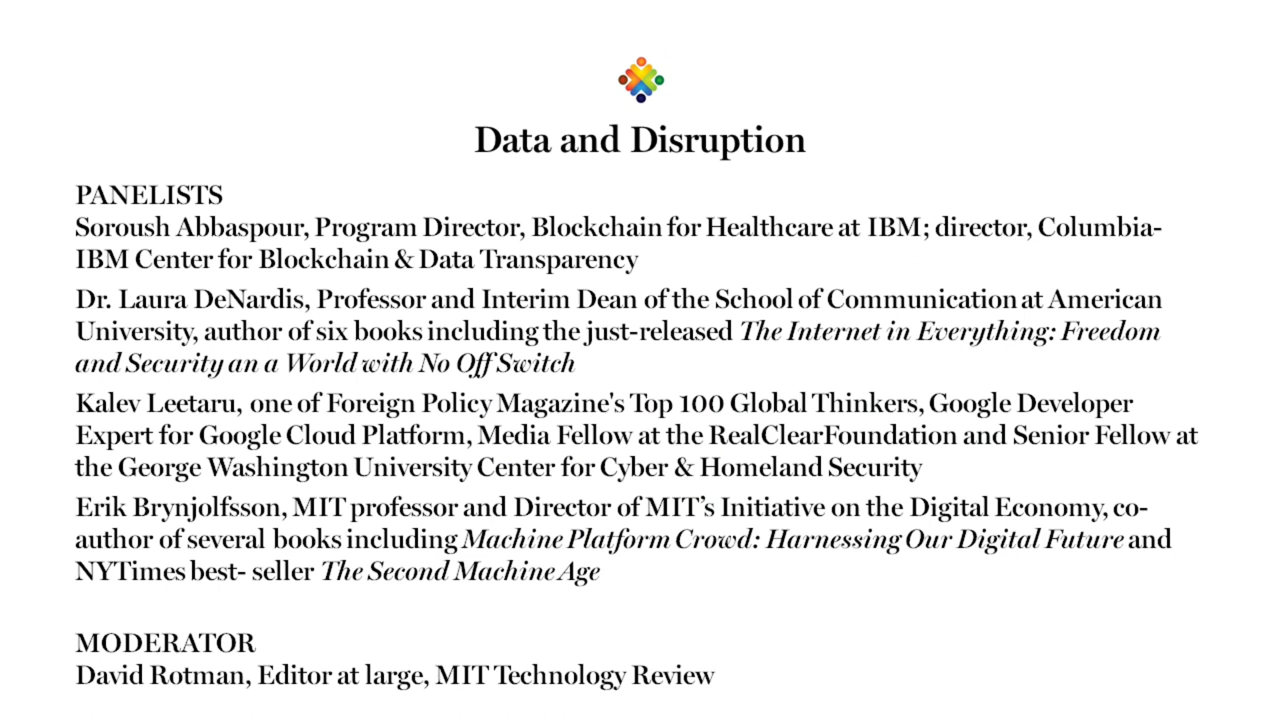 Data and Disruption
PANELISTS
Soroush Abbaspour, Program Director, Blockchain for Healthcare at IBM; director, Columbia-
IBM Center for Blockchain & Data Transparency
Dr. Laura DeNardis, Professor and Interim Dean of the School of Communication at American
University, author of six books including the just-released The Internet in Everything: Freedom
and Security an a World with No Off Switch
Kalev Leetaru, one of Foreign Policy Magazine's Top 100 Global Thinkers, Google Developer
Expert for Google Cloud Platform, Media Fellow at the RealClearFoundation and Senior Fellow at
the George Washington University Center for Cyber & Homeland Security
Erik Brynjolfsson, MIT professor and Director of MIT’s Initiative on the Digital Economy, co-
author of several books including Machine Platform Crowd: Harnessing Our Digital Future and
NYTimes best- seller The Second Machine Age
MODERATOR
David Rotman, Editor at large, MIT Technology Review